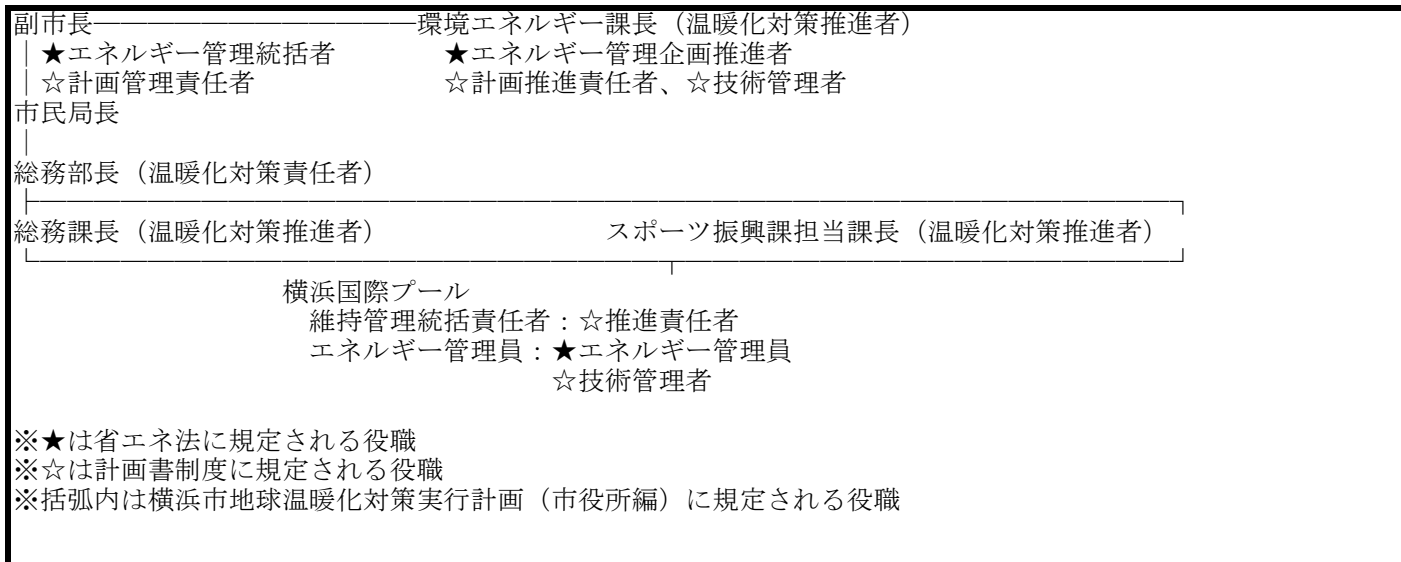 副市長――――――――――――環境エネルギー課長（温暖化対策推進者）
｜★エネルギー管理統括者　　　　★エネルギー管理企画推進者
｜☆計画管理責任者　　　　　　　☆計画推進責任者、☆技術管理者
市民局長
｜
総務部長（温暖化対策責任者）
総務課長（温暖化対策推進者）　　　　　　　　　スポーツ振興課担当課長（温暖化対策推進者）
横浜国際プール
維持管理統括責任者：☆推進責任者
エネルギー管理員：★エネルギー管理員
☆技術管理者
※★は省エネ法に規定される役職
※☆は計画書制度に規定される役職
※括弧内は横浜市地球温暖化対策実行計画（市役所編）に規定される役職